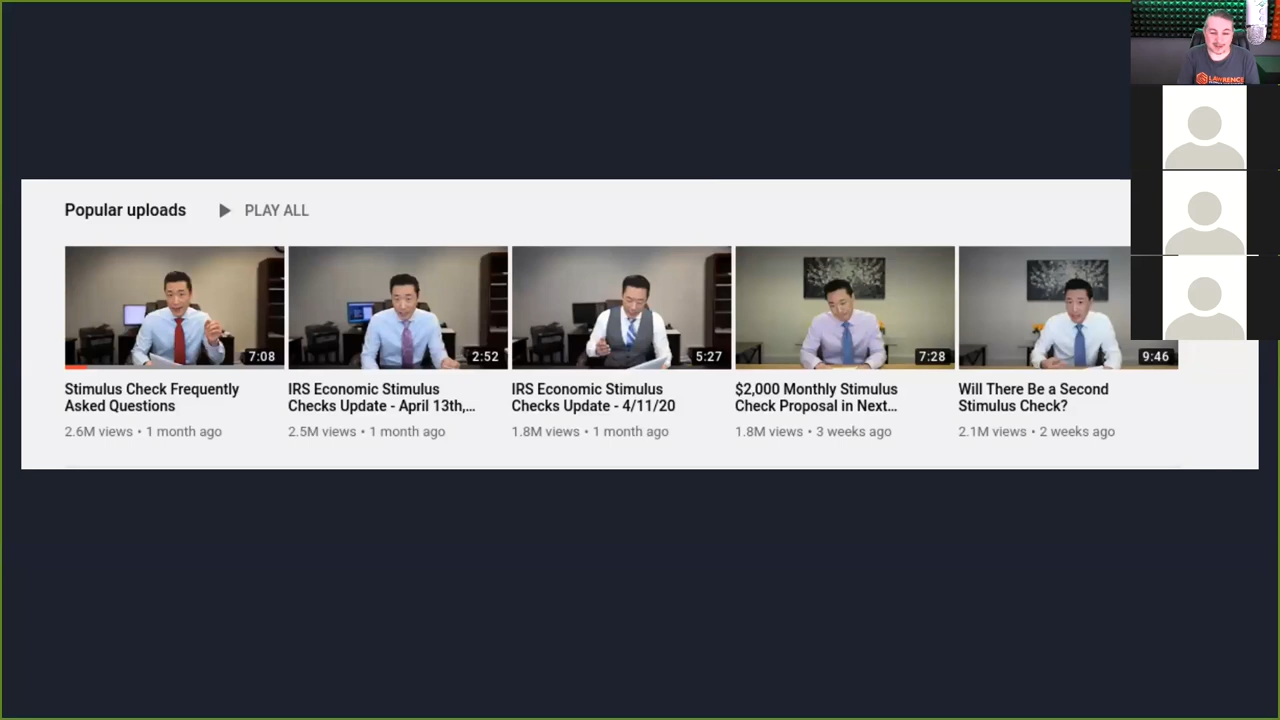 LAWRENCE
Popular uploads
PLAY ALL
7:08
2:52
5:27
7:28
9:46
Stimulus Check Frequently
Asked Questions
2.6M views • 1 month ago
IRS Economic Stimulus
Checks Update - April 13th,...
2.5M views • 1 month ago
IRS Economic Stimulus
Checks Update - 4/11/20
1.8M views • 1 month ago
$2,000 Monthly Stimulus
Check Proposal in Next...
1.8M views • 3 weeks ago
Will There Be a Second
Stimulus Check?
2.1M views • 2 weeks ago